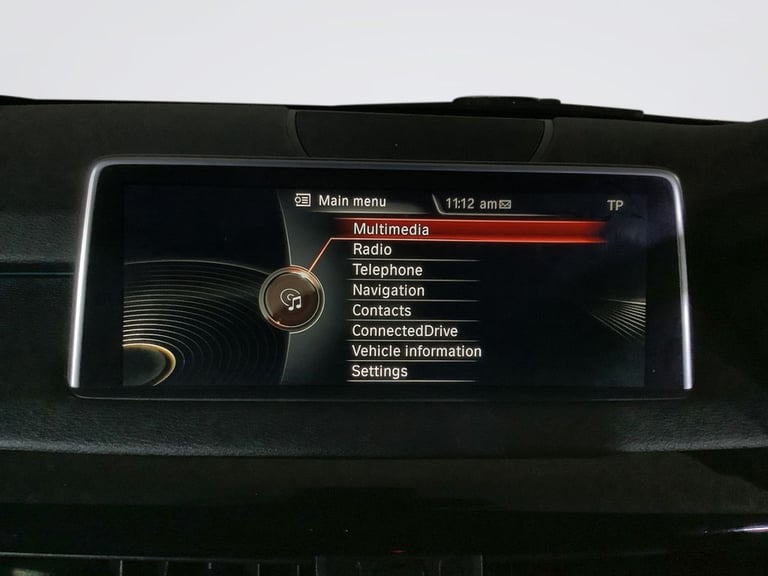 Main menu 11:12 am TP
Multimedia
Radio
Telephone
Navigation
Contacts
ConnectedDrive
Vehicle information
Settings